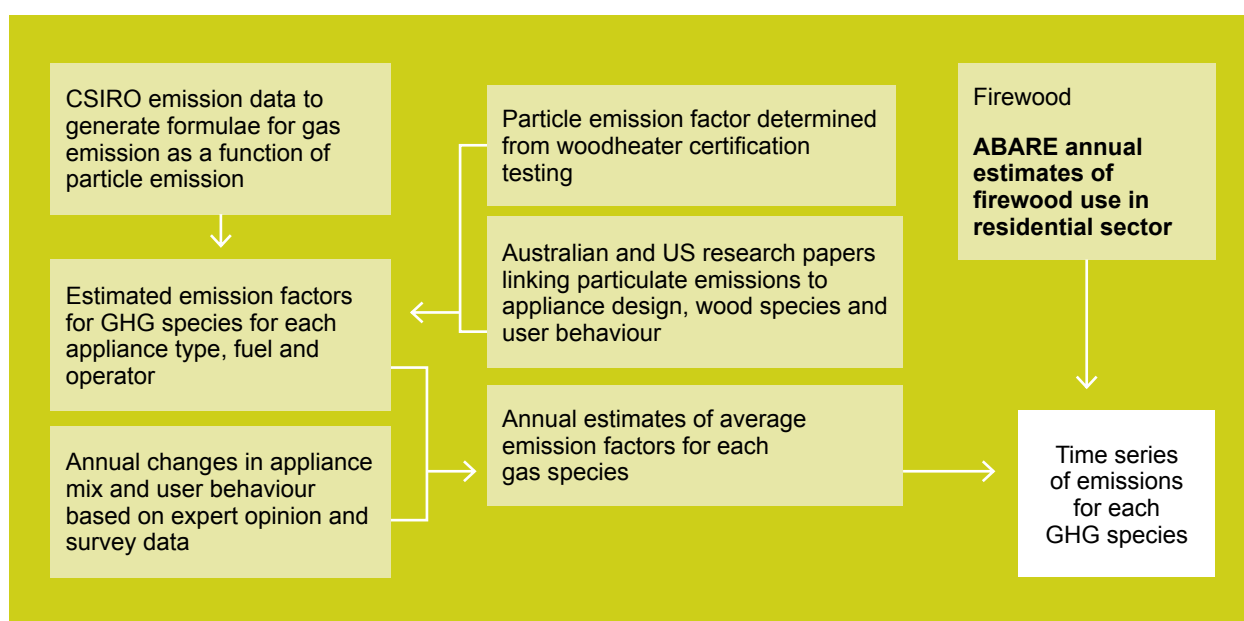 CSIRO emission data to
generate formulae for gas
emission as a function of
particle emission
Estimated emission factors
for GHG species for each
appliance type, fuel and
operator
Annual changes in appliance
mix and user behaviour
based on expert opinion and
survey data
Particle emission factor determined
from woodheater certification
testing
Australian and US research papers
linking particulate emissions to
appliance design, wood species and
user behaviour
Annual estimates of average
emission factors for each
gas species
Firewood
ABARE annual
estimates of
firewood use in
residential sector
Time series
of emissions
for each
GHG species